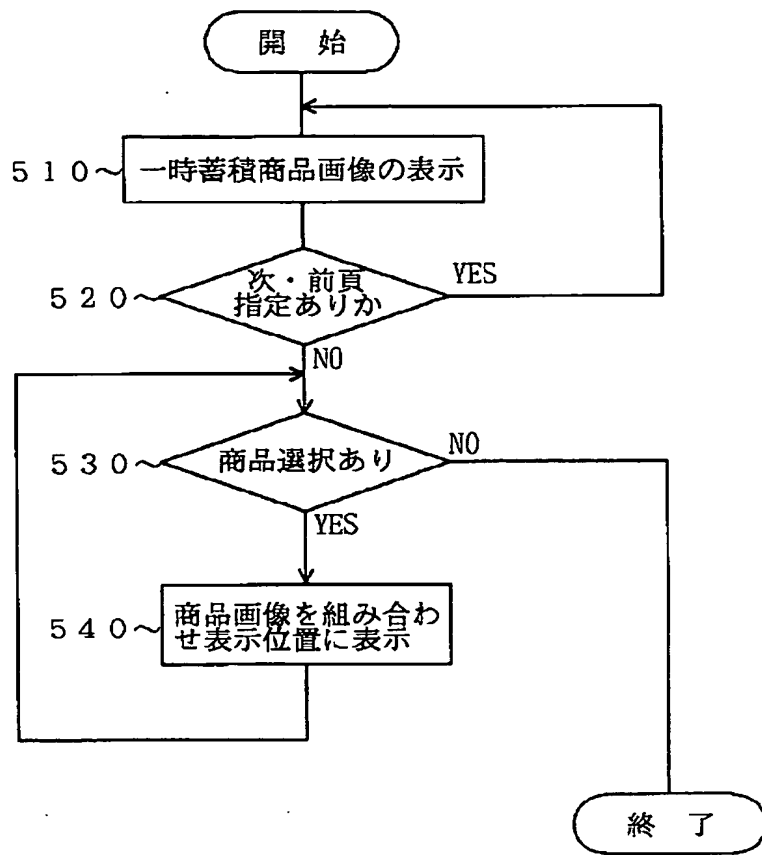 開 始
510～ 一時蓄積商品画像の表示
520～ 次・前頁
指定ありか
YES
NO
530～ 商品選択あり
NO
YES
540～ 商品画像を組み合わ
せ表示位置に表示
終 了